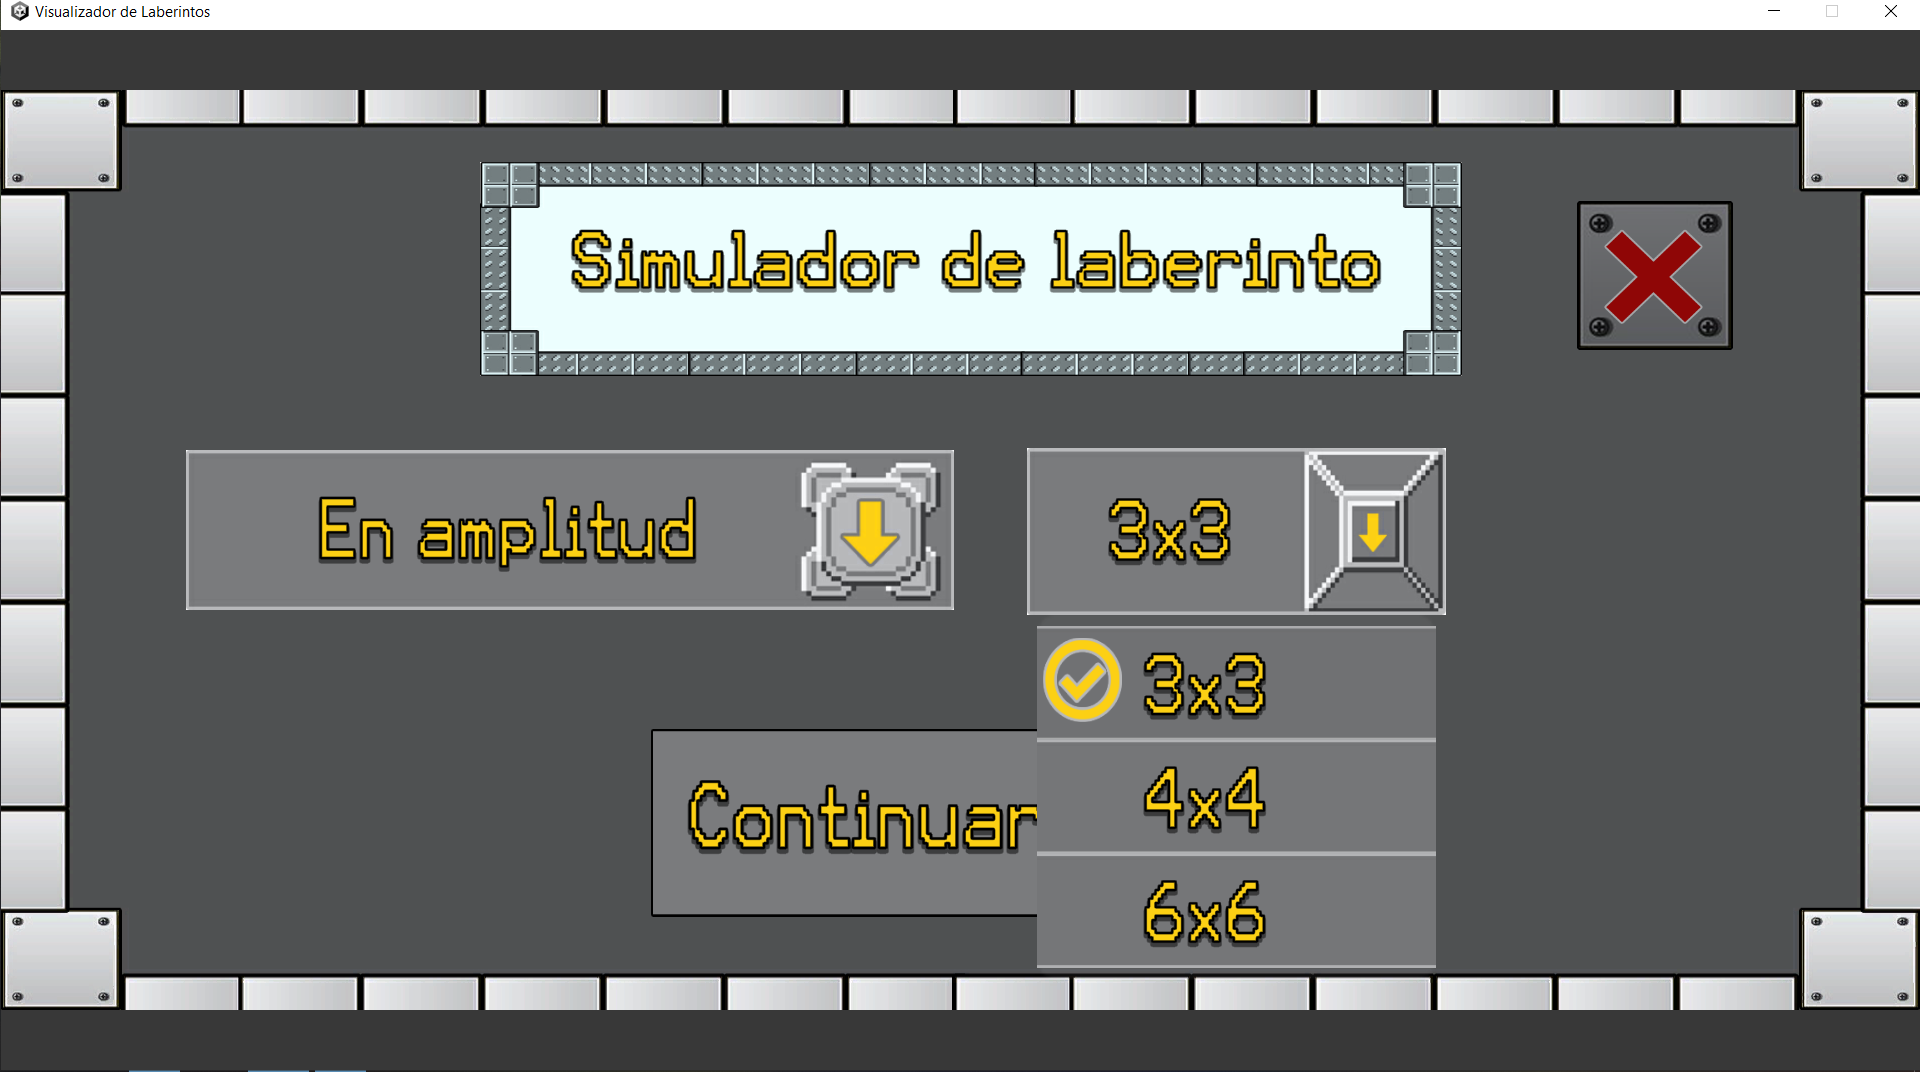 Visualizador de Laberintos
Simulador de laberinto
En amplitud
3x3
3x3
4x4
6x6
Continuar